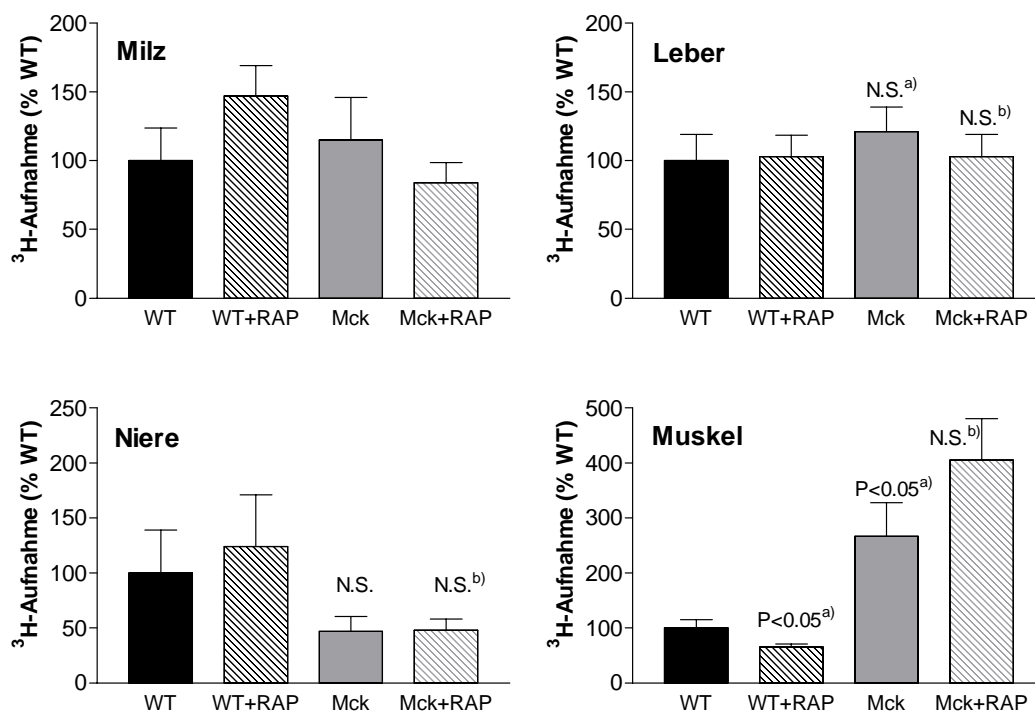 Milz
³H-Aufnahme (% WT)
200
150
100
50
0
WT WT+RAP Mck Mck+RAP
Leber
³H-Aufnahme (% WT)
200
150
100
50
0
N.S.ᵃ⁾
N.S.ᵇ⁾
WT WT+RAP Mck Mck+RAP
Niere
³H-Aufnahme (% WT)
250
200
150
100
50
0
N.S.
N.S.ᵇ⁾
WT WT+RAP Mck Mck+RAP
Muskel
³H-Aufnahme (% WT)
500
400
300
200
100
0
P<0.05ᵃ⁾
P<0.05ᵃ⁾
N.S.ᵇ⁾
WT WT+RAP Mck Mck+RAP